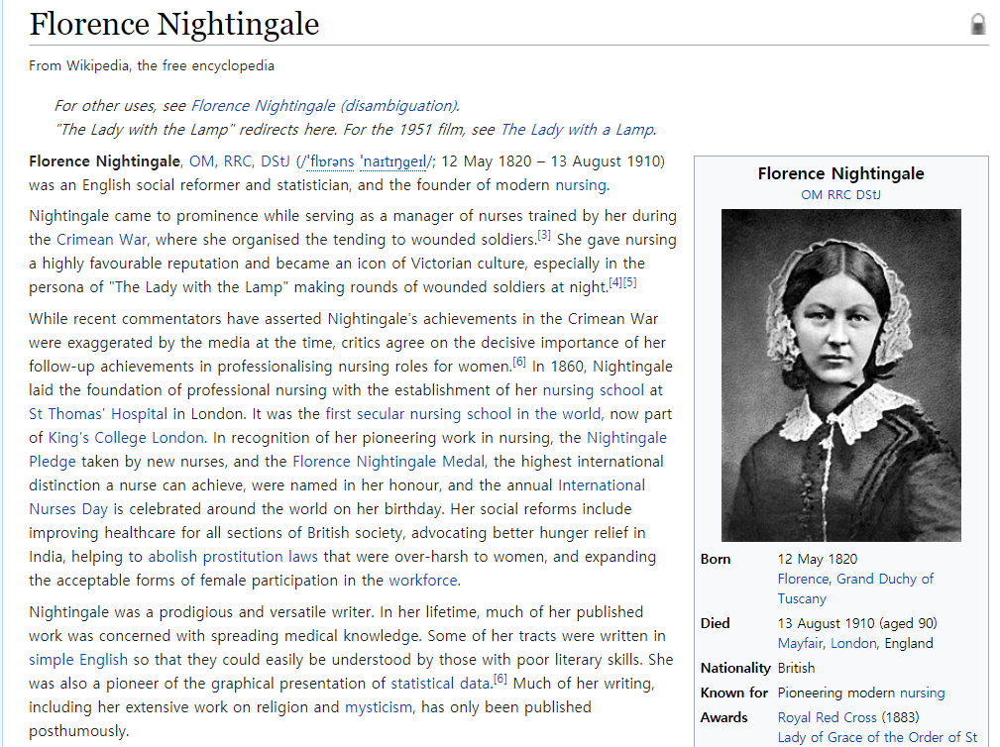 Florence Nightingale
From Wikipedia, the free encyclopedia
For other uses, see Florence Nightingale (disambiguation).
"The Lady with the Lamp" redirects here. For the 1951 film, see The Lady with a Lamp.
Florence Nightingale, OM, RRC, DStJ (/ˈflɒrəns ˈnaɪtɪŋɡeɪl/; 12 May 1820 – 13 August 1910)
was an English social reformer and statistician, and the founder of modern nursing.
Nightingale came to prominence while serving as a manager of nurses trained by her during
the Crimean War, where she organised the tending to wounded soldiers.[3] She gave nursing
a highly favourable reputation and became an icon of Victorian culture, especially in the
persona of "The Lady with the Lamp" making rounds of wounded soldiers at night.[4][5]
While recent commentators have asserted Nightingale's achievements in the Crimean War
were exaggerated by the media at the time, critics agree on the decisive importance of her
follow-up achievements in professionalising nursing roles for women.[6] In 1860, Nightingale
laid the foundation of professional nursing with the establishment of her nursing school at
St Thomas' Hospital in London. It was the first secular nursing school in the world, now part
of King's College London. In recognition of her pioneering work in nursing, the Nightingale
Pledge taken by new nurses, and the Florence Nightingale Medal, the highest international
distinction a nurse can achieve, were named in her honour, and the annual International
Nurses Day is celebrated around the world on her birthday. Her social reforms include
improving healthcare for all sections of British society, advocating better hunger relief in
India, helping to abolish prostitution laws that were over-harsh to women, and expanding
the acceptable forms of female participation in the workforce.
Nightingale was a prodigious and versatile writer. In her lifetime, much of her published
work was concerned with spreading medical knowledge. Some of her tracts were written in
simple English so that they could easily be understood by those with poor literary skills. She
was also a pioneer of the graphical presentation of statistical data.[6] Much of her writing,
including her extensive work on religion and mysticism, has only been published
posthumously.
Florence Nightingale
OM RRC DStJ
Born 12 May 1820
Florence, Grand Duchy of
Tuscany
Died 13 August 1910 (aged 90)
Mayfair, London, England
Nationality British
Known for Pioneering modern nursing
Awards Royal Red Cross (1883)
Lady of Grace of the Order of St